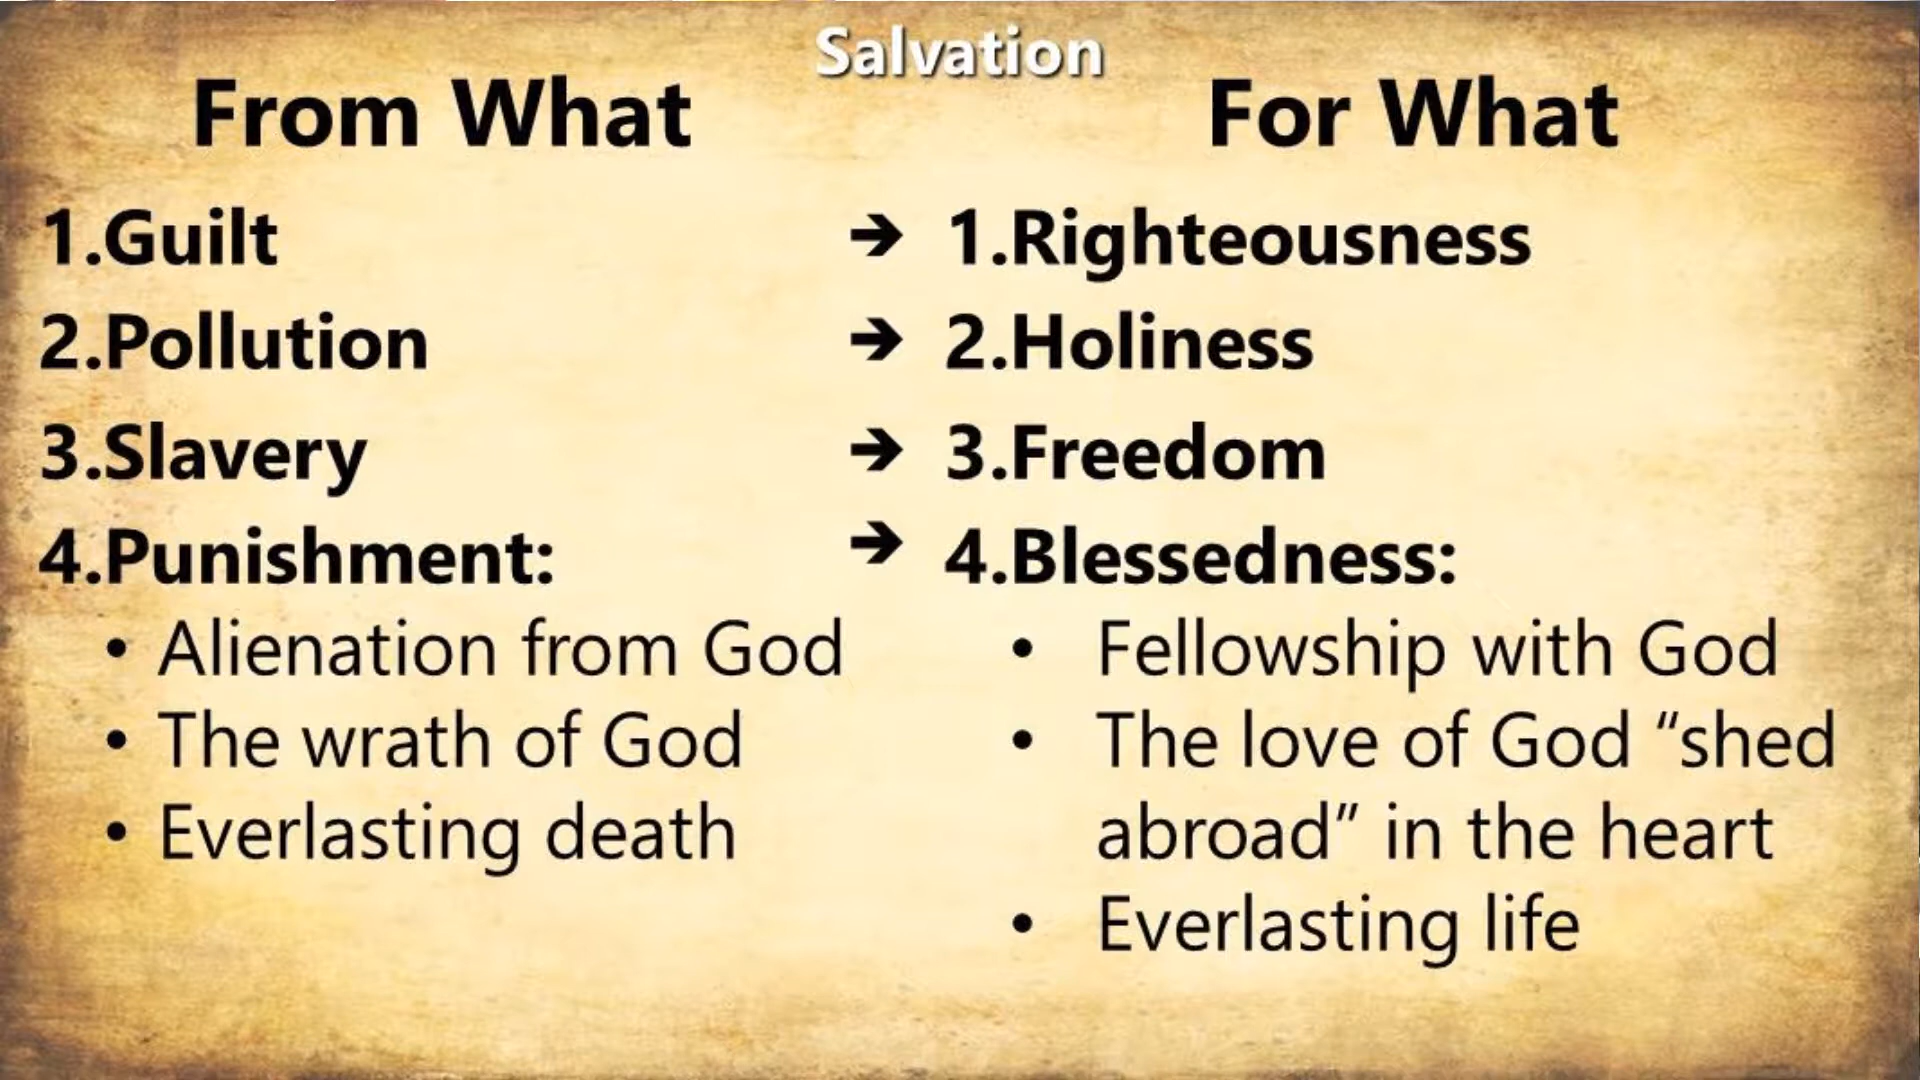 Salvation
From What
For What
1.Guilt ➔ 1.Righteousness
2.Pollution ➔ 2.Holiness
3.Slavery ➔ 3.Freedom
4.Punishment: ➔ 4.Blessedness:
• Alienation from God
• The wrath of God
• Everlasting death
• Fellowship with God
• The love of God “shed
abroad” in the heart
• Everlasting life